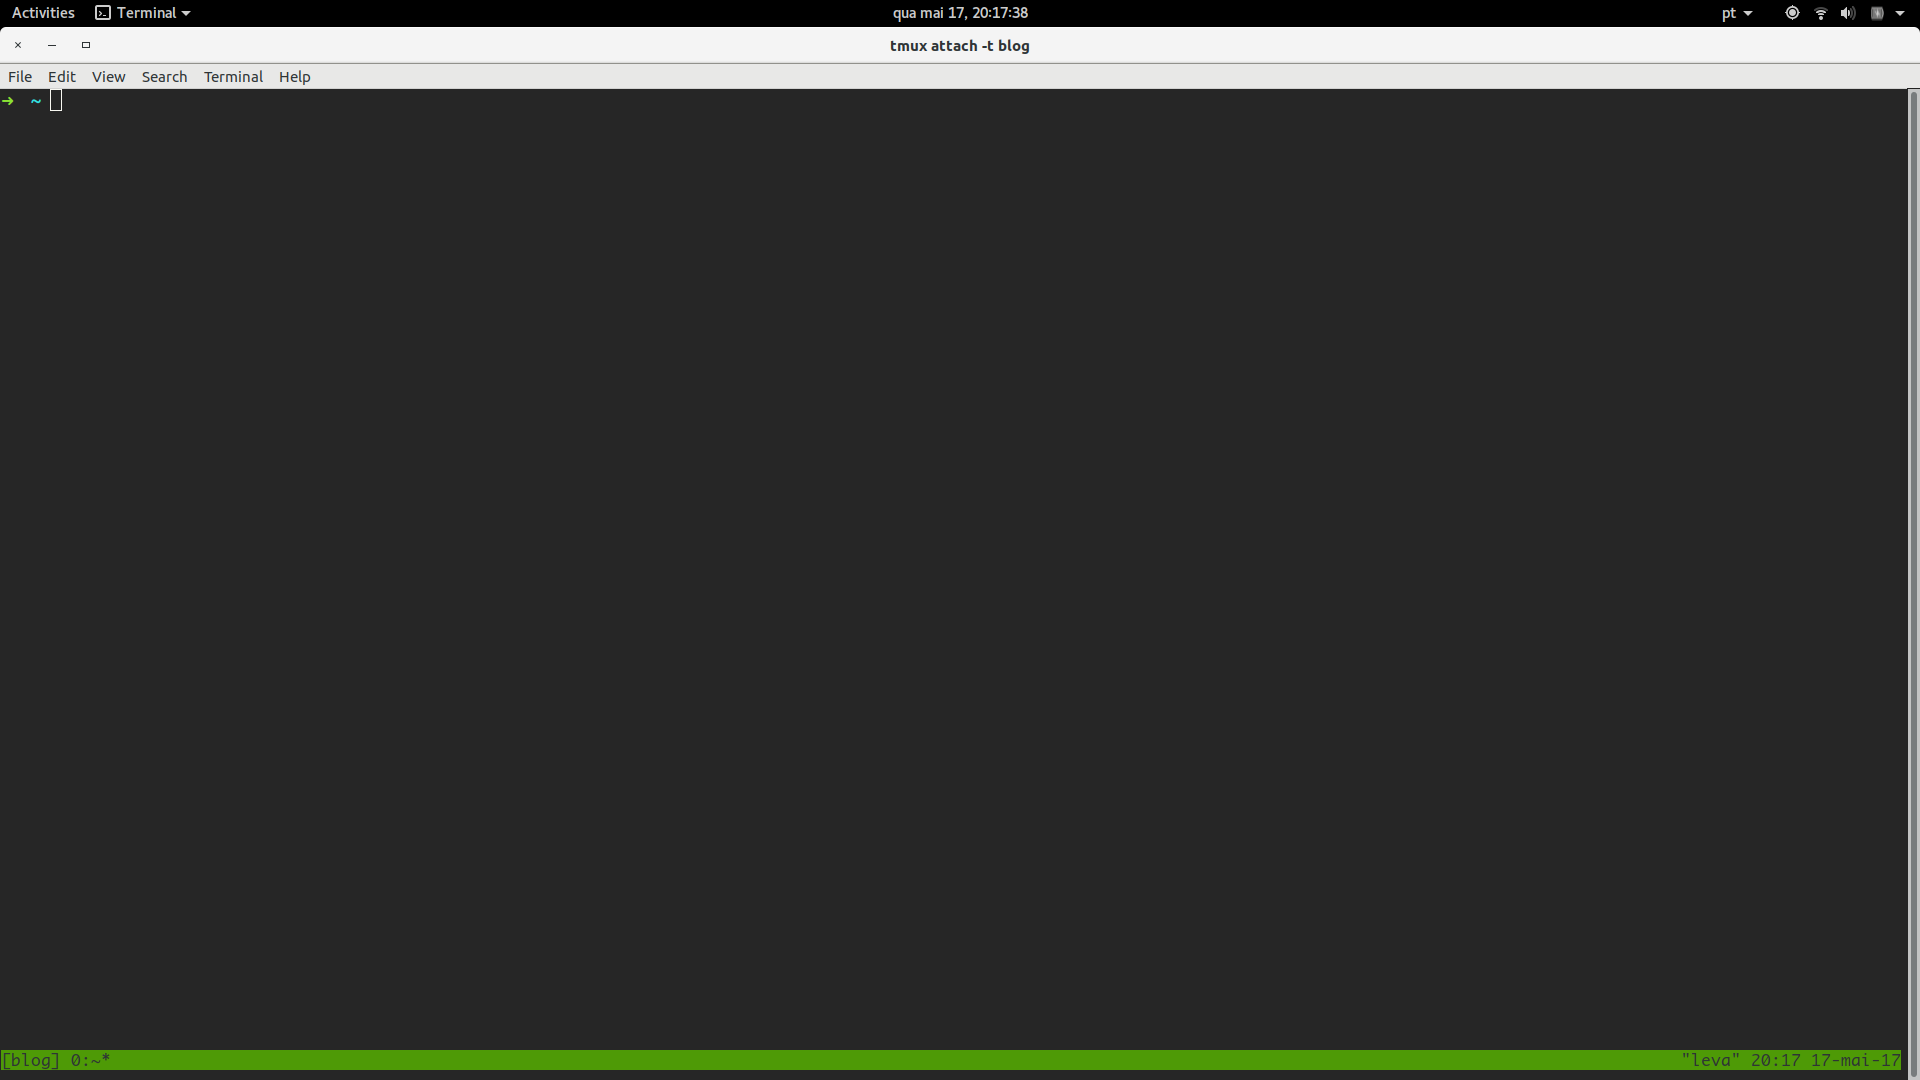 Activities Terminal qua mai 17, 20:17:38 pt
tmux attach -t blog
File Edit View Search Terminal Help
➜ ~
[blog] 0:~* "leva" 20:17 17-mai-17